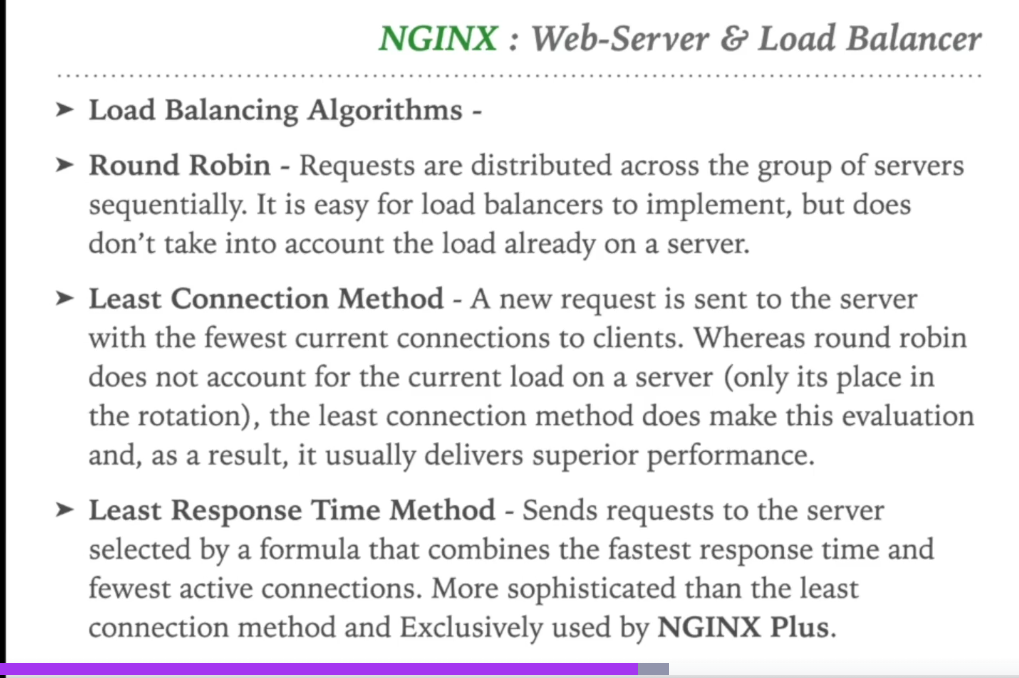 NGINX : Web-Server & Load Balancer
➤ Load Balancing Algorithms -
➤ Round Robin - Requests are distributed across the group of servers
sequentially. It is easy for load balancers to implement, but does
don’t take into account the load already on a server.
➤ Least Connection Method - A new request is sent to the server
with the fewest current connections to clients. Whereas round robin
does not account for the current load on a server (only its place in
the rotation), the least connection method does make this evaluation
and, as a result, it usually delivers superior performance.
➤ Least Response Time Method - Sends requests to the server
selected by a formula that combines the fastest response time and
fewest active connections. More sophisticated than the least
connection method and Exclusively used by NGINX Plus.